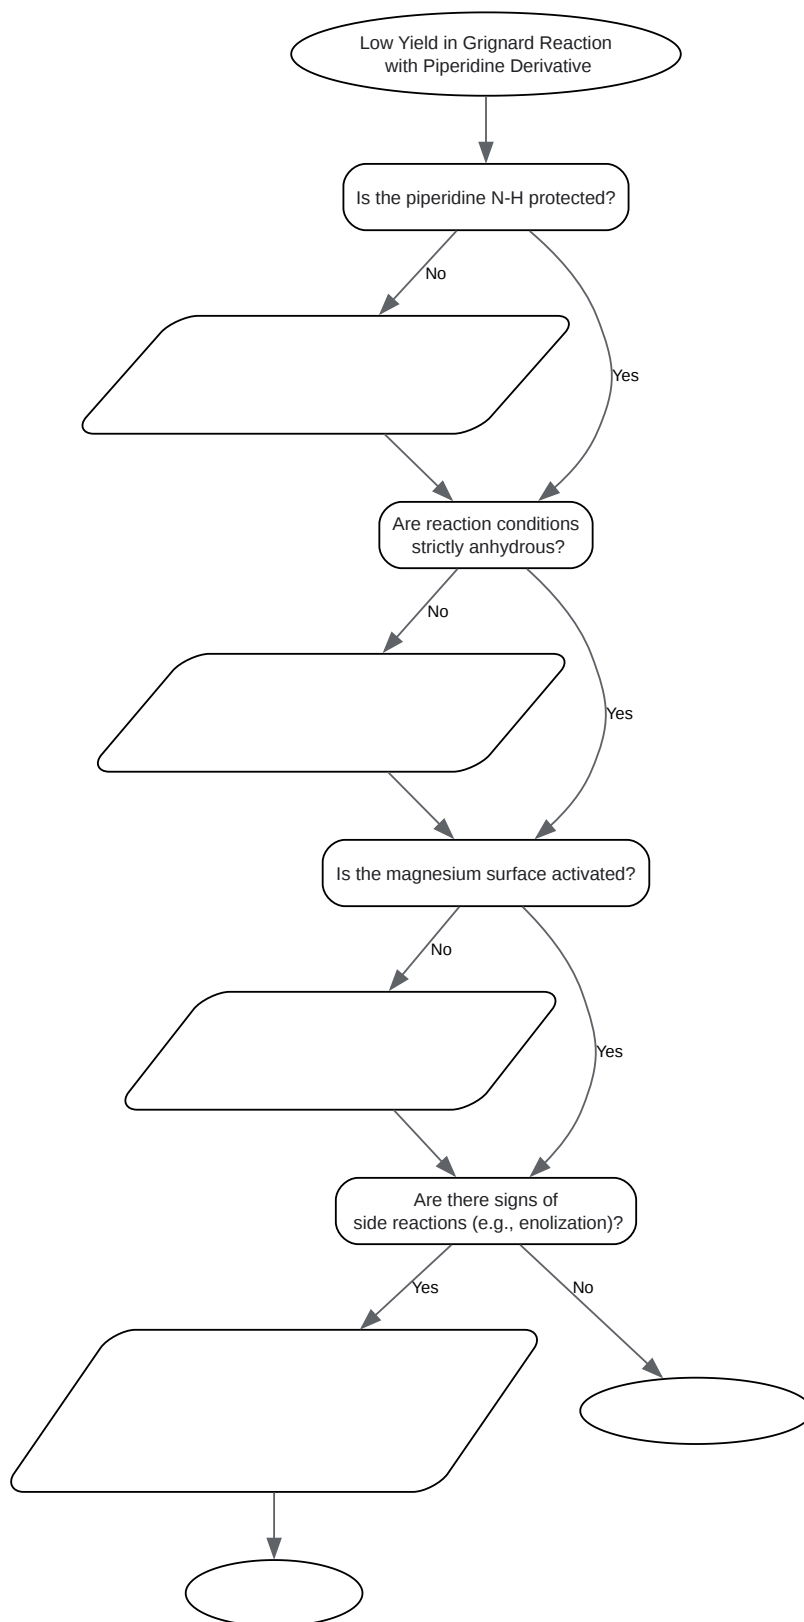 Low Yield in Grignard Reaction
with Piperidine Derivative
Is the piperidine N-H protected?
No
Yes
Are reaction conditions
strictly anhydrous?
No
Yes
Is the magnesium surface activated?
No
Yes
Are there signs of
side reactions (e.g., enolization)?
Yes
No